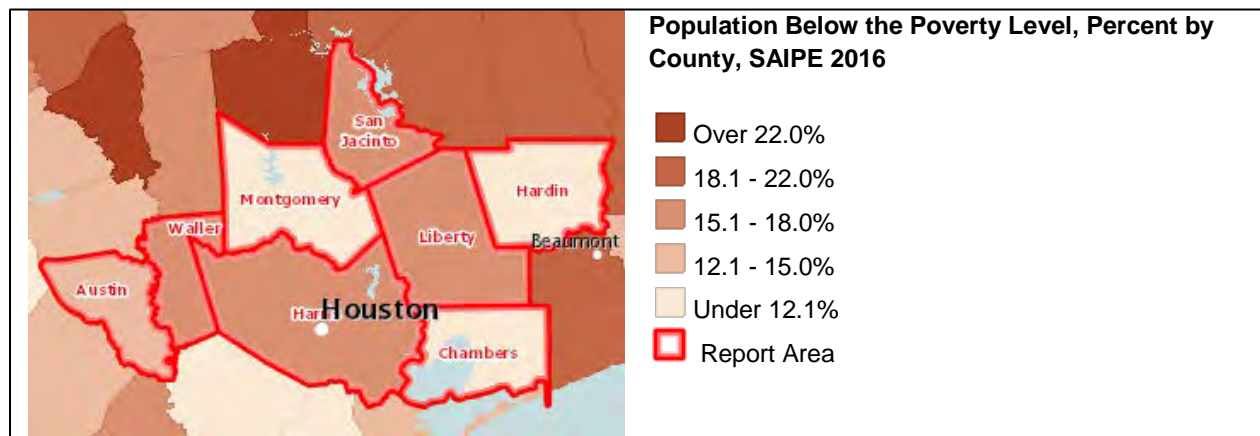 Population Below the Poverty Level, Percent by
County, SAIPE 2016
Over 22.0%
18.1 - 22.0%
15.1 - 18.0%
12.1 - 15.0%
Under 12.1%
Report Area
San
Jacinto
Montgomery
Hardin
Waller
Liberty
Beaumont
Austin
Houston
Chambers